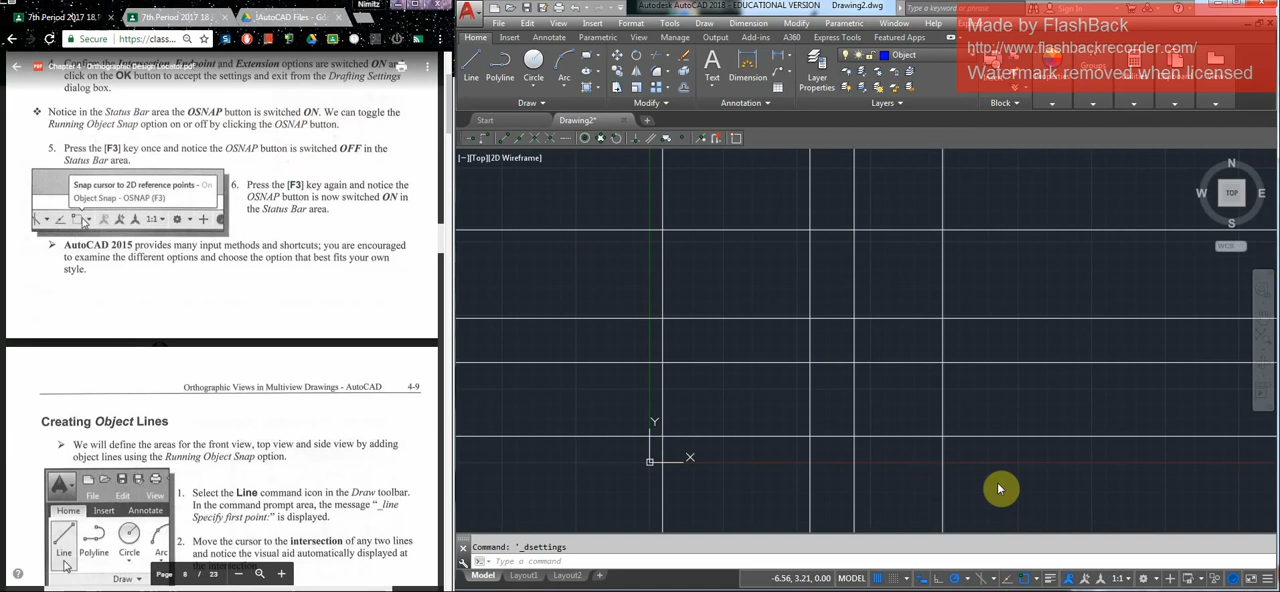 7th Period 2017 18
7th Period 2017 18
!AutoCAD Files - Go
Nimitz
Secure
https://class
Chapter 4 - Orthographic Design Locator.pdf
click on the OK button to accept the settings and exit from the Drafting Settings
dialog box.
Notice in the Status Bar area the OSNAP button is switched ON. We can toggle the
Running Object Snap option on or off by clicking the OSNAP button.
5. Press the [F3] key once and notice the OSNAP button is switched OFF in the
Status Bar area.
Snap cursor to 2D reference points - On
Object Snap - OSNAP (F3)
1:1
6. Press the [F3] key again and notice the
OSNAP button is now switched ON in
the Status Bar area.
AutoCAD 2015 provides many input methods and shortcuts; you are encouraged
to examine the different options and choose the option that best fits your own
style.
Orthographic Views in Multiview Drawings - AutoCAD 4-9
Creating Object Lines
We will define the areas for the front view, top view and side view by adding
object lines using the Running Object Snap option.
File Edit View
Home Insert Annotate
Line Polyline Circle Arc
Draw
1. Select the Line command icon in the Draw toolbar.
In the command prompt area, the message "_line
Specify first point:" is displayed.
2. Move the cursor to the intersection of any two lines
and notice the visual aid automatically displayed at
the intersection
Page 8 / 23
Autodesk AutoCAD 2018 - EDUCATIONAL VERSION Drawing2.dwg
Type a keyword or phrase
Sign In
File Edit View Insert Format Tools Draw Dimension Modify Parametric Window Help Express
Home Insert Annotate Parametric View Manage Output Add-ins A360 Express Tools Featured Apps
Made by FlashBack
http://www.flashbackrecorder.com/
Watermark removed when licensed
Line Polyline Circle Arc
Text Dimension
Layer
Properties
Object
Draw Modify Annotation Layers Block
Start Drawing2*
[−][Top][2D Wireframe]
N
W TOP E
S
WCS
Y
X
Command: '_dsettings
Type a command
Model Layout1 Layout2 +
-6.56, 3.21, 0.00 MODEL 1:1